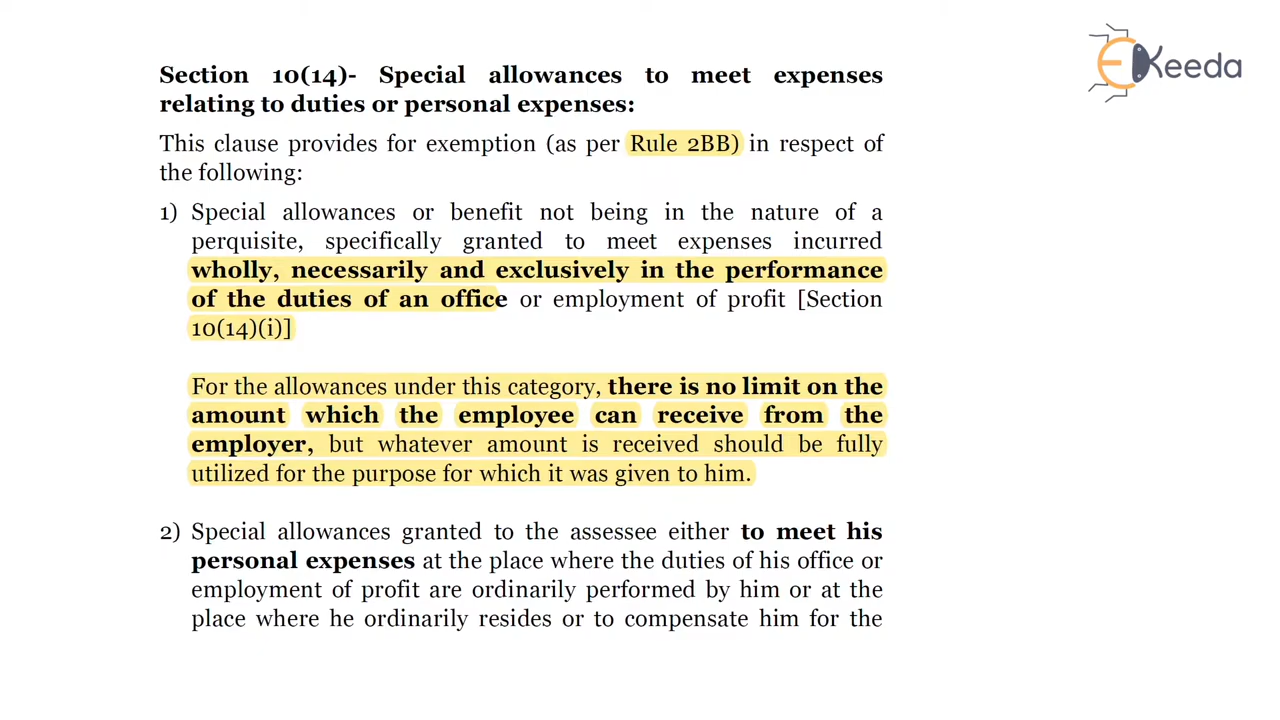 EKeeda
Section 10(14)- Special allowances to meet expenses
relating to duties or personal expenses:
This clause provides for exemption (as per Rule 2BB) in respect of
the following:
1) Special allowances or benefit not being in the nature of a
perquisite, specifically granted to meet expenses incurred
wholly, necessarily and exclusively in the performance
of the duties of an office or employment of profit [Section
10(14)(i)]
For the allowances under this category, there is no limit on the
amount which the employee can receive from the
employer, but whatever amount is received should be fully
utilized for the purpose for which it was given to him.
2) Special allowances granted to the assessee either to meet his
personal expenses at the place where the duties of his office or
employment of profit are ordinarily performed by him or at the
place where he ordinarily resides or to compensate him for the